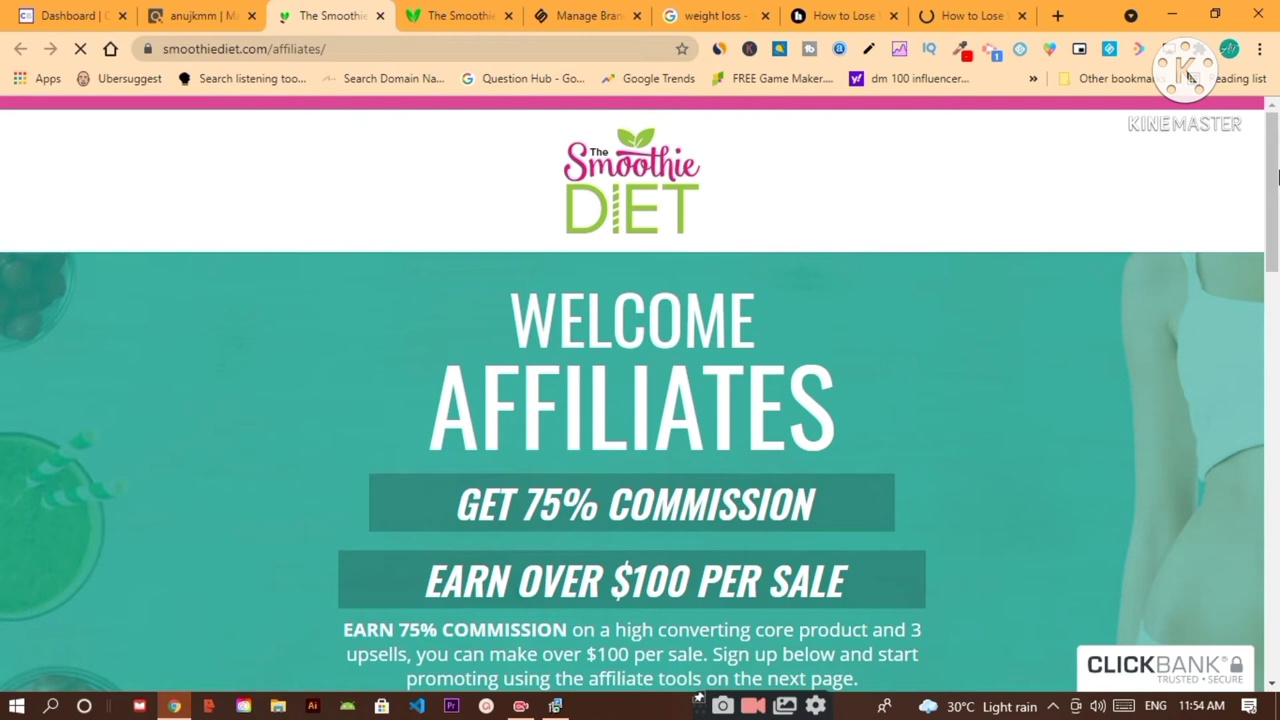 Dashboard | C
anujkmm | Ma
The Smoothie
The Smoothie
Manage Bran
weight loss -
How to Lose
How to Lose
smoothiediet.com/affiliates/
Apps
Ubersuggest
Search listening too...
Search Domain Na...
Question Hub - Go...
Google Trends
FREE Game Maker....
dm 100 influencer...
»
Other bookmarks
Reading list
K
KINEMASTER
The
Smoothie
DIET
WELCOME
AFFILIATES
GET 75% COMMISSION
EARN OVER $100 PER SALE
EARN 75% COMMISSION on a high converting core product and 3
upsells, you can make over $100 per sale. Sign up below and start
promoting using the affiliate tools on the next page.
CLICKBANK®
TRUSTED • SECURE
30°C Light rain
ENG
11:54 AM